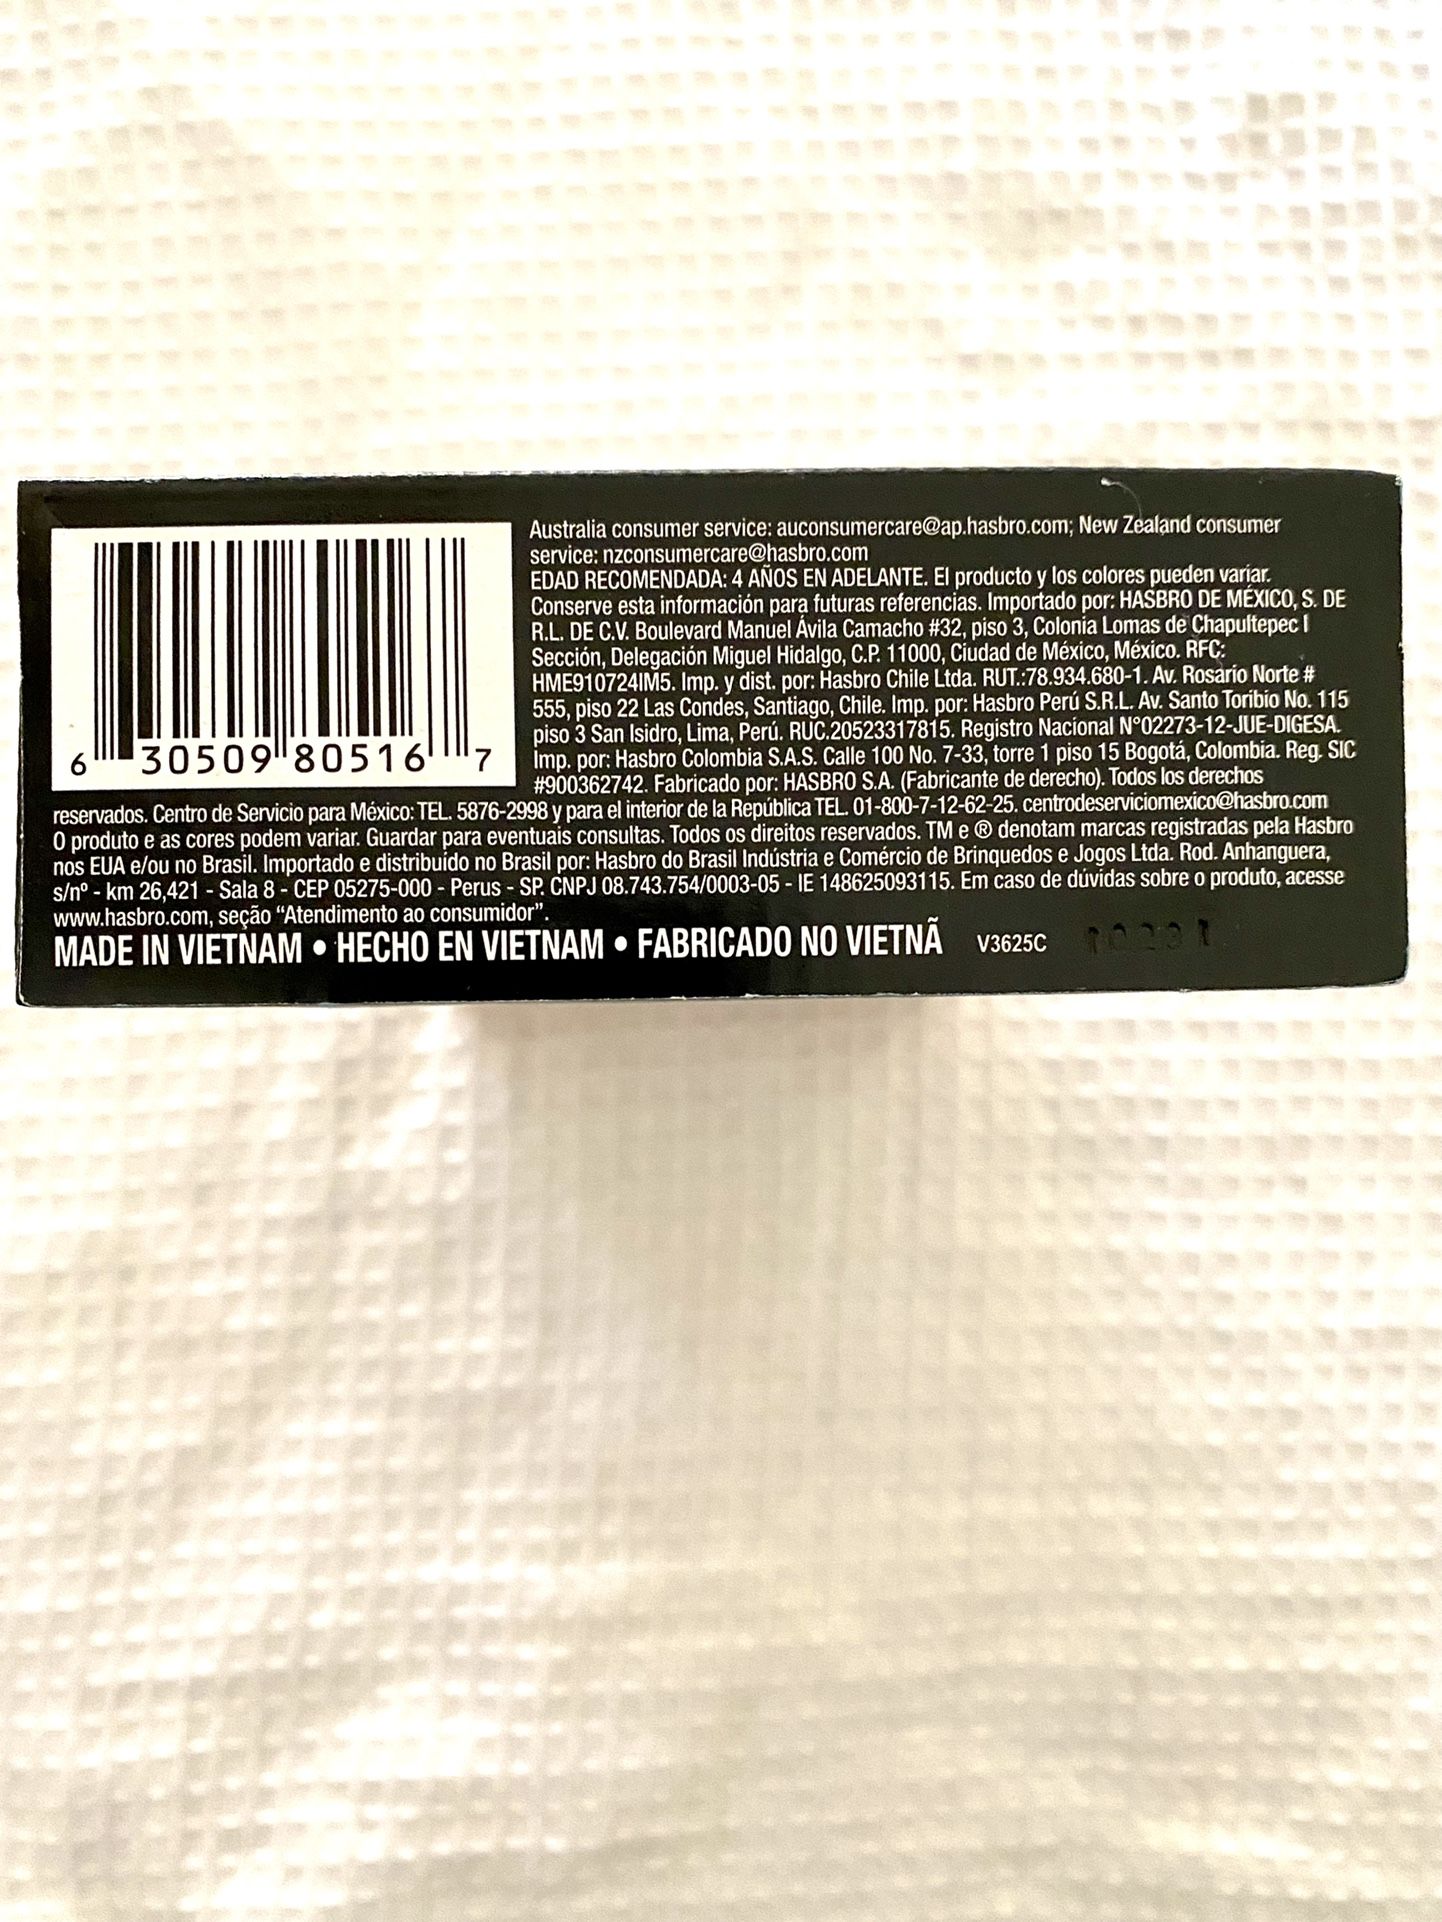 Australia consumer service: auconsumercare@ap.hasbro.com; New Zealand consumer
service: nzconsumercare@hasbro.com
EDAD RECOMENDADA: 4 AÑOS EN ADELANTE. El producto y los colores pueden variar.
Conserve esta información para futuras referencias. Importado por: HASBRO DE MÉXICO, S. DE
R.L. DE C.V. Boulevard Manuel Ávila Camacho #32, piso 3, Colonia Lomas de Chapultepec I
Sección, Delegación Miguel Hidalgo, C.P. 11000, Ciudad de México, México. RFC:
HME910724IM5. Imp. y dist. por: Hasbro Chile Ltda. RUT.:78.934.680-1. Av. Rosario Norte #
555, piso 22 Las Condes, Santiago, Chile. Imp. por: Hasbro Perú S.R.L. Av. Santo Toribio No. 115
piso 3 San Isidro, Lima, Perú. RUC.20523317815. Registro Nacional N°02273-12-JUE-DIGESA.
Imp. por: Hasbro Colombia S.A.S. Calle 100 No. 7-33, torre 1 piso 15 Bogotá, Colombia. Reg. SIC
#900362742. Fabricado por: HASBRO S.A. (Fabricante de derecho). Todos los derechos
6 30509 80516 7
reservados. Centro de Servicio para México: TEL. 5876-2998 y para el interior de la República TEL. 01-800-7-12-62-25. centrodeserviciomexico@hasbro.com
O produto e as cores podem variar. Guardar para eventuais consultas. Todos os direitos reservados. TM e ® denotam marcas registradas pela Hasbro
nos EUA e/ou no Brasil. Importado e distribuído no Brasil por: Hasbro do Brasil Indústria e Comércio de Brinquedos e Jogos Ltda. Rod. Anhanguera,
s/nº - km 26,421 - Sala 8 - CEP 05275-000 - Perus - SP. CNPJ 08.743.754/0003-05 - IE 148625093115. Em caso de dúvidas sobre o produto, acesse
www.hasbro.com, seção “Atendimento ao consumidor”.
MADE IN VIETNAM • HECHO EN VIETNAM • FABRICADO NO VIETNÃ V3625C